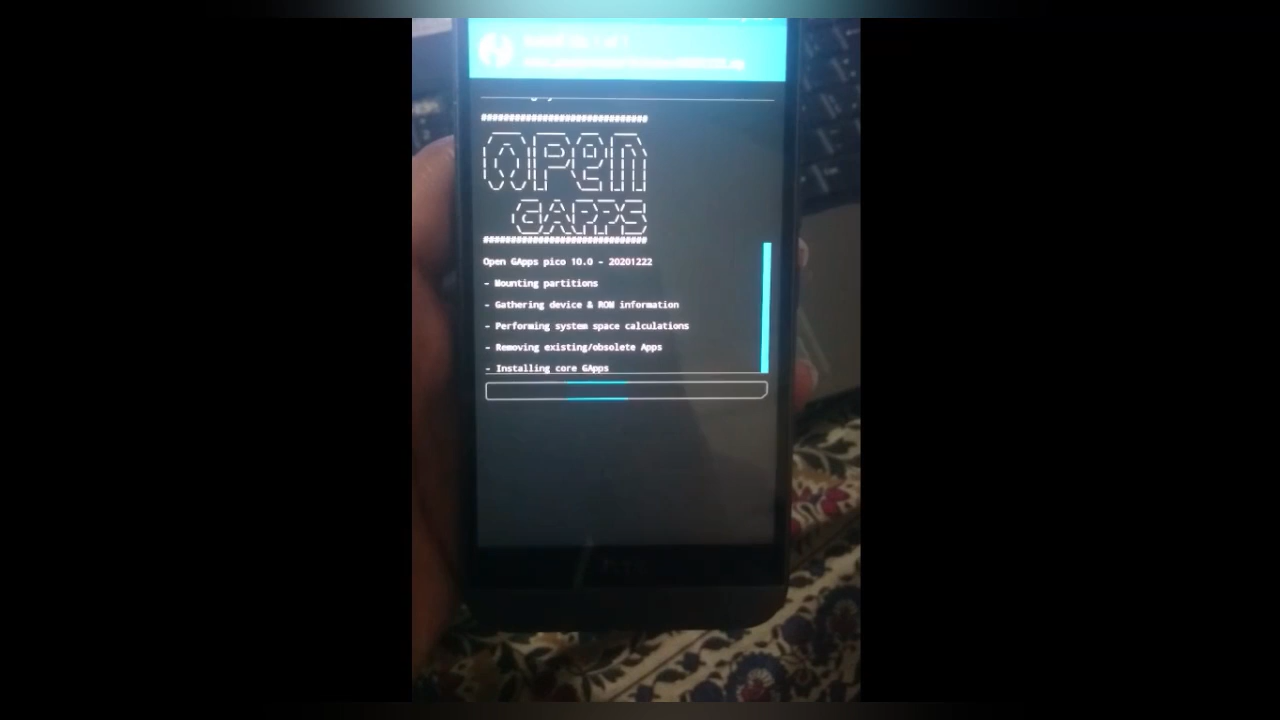 ##############################
OPEN
GAPPS
##############################
Open GApps pico 10.0 - 20201222
- Mounting partitions
- Gathering device & ROM information
- Performing system space calculations
- Removing existing/obsolete Apps
- Installing core GApps